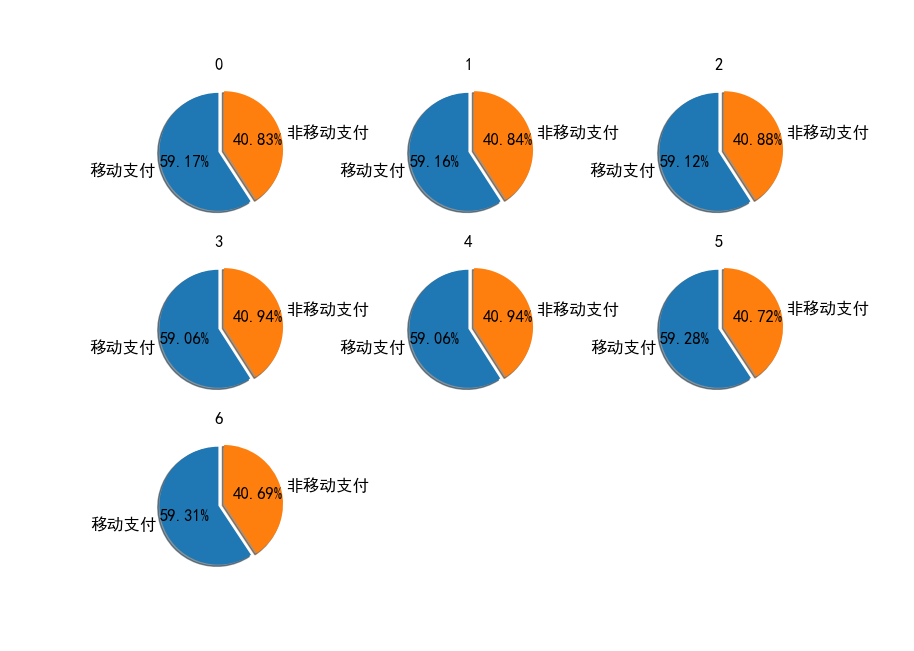 0
40.83%
非移动支付
59.17%
移动支付
1
40.84%
非移动支付
59.16%
移动支付
2
40.88%
非移动支付
59.12%
移动支付
3
40.94%
非移动支付
59.06%
移动支付
4
40.94%
非移动支付
59.06%
移动支付
5
40.72%
非移动支付
59.28%
移动支付
6
40.69%
非移动支付
59.31%
移动支付